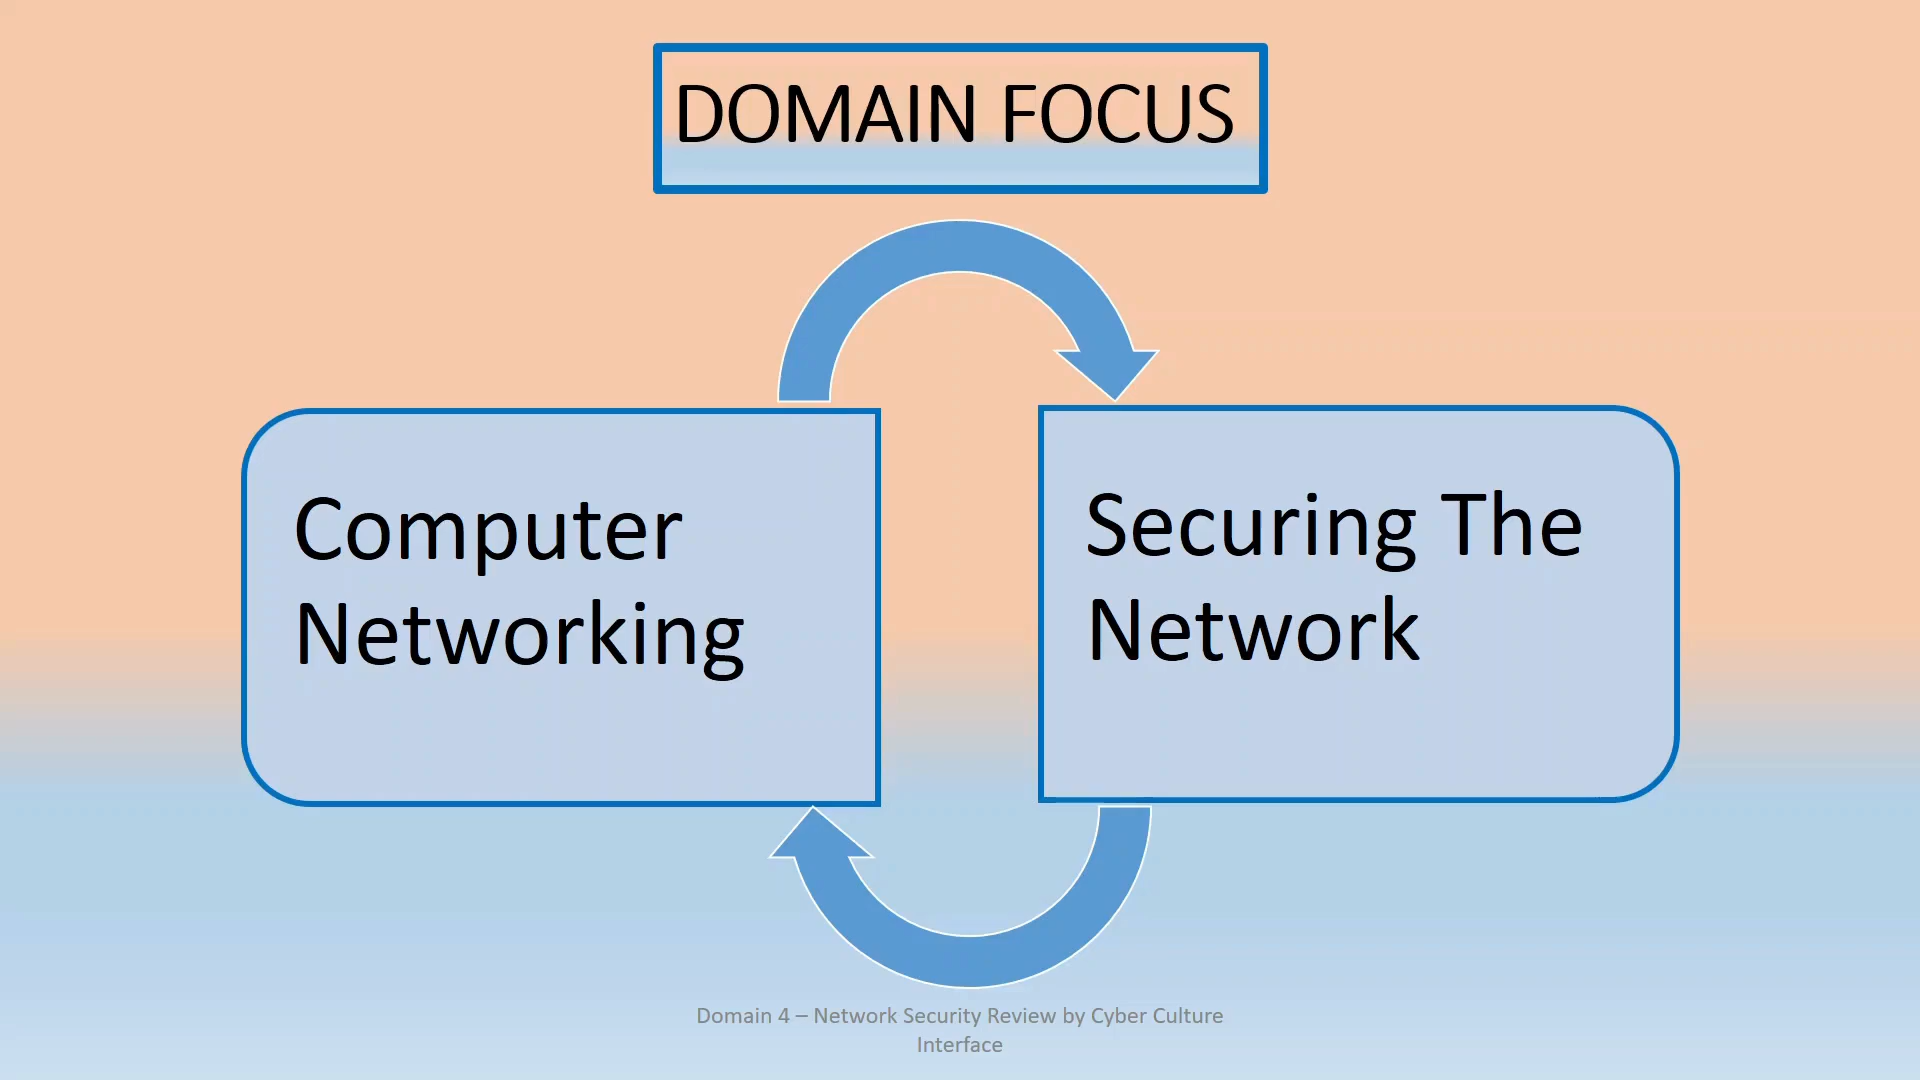 DOMAIN FOCUS
Computer
Networking
Securing The
Network
Domain 4 – Network Security Review by Cyber Culture
Interface